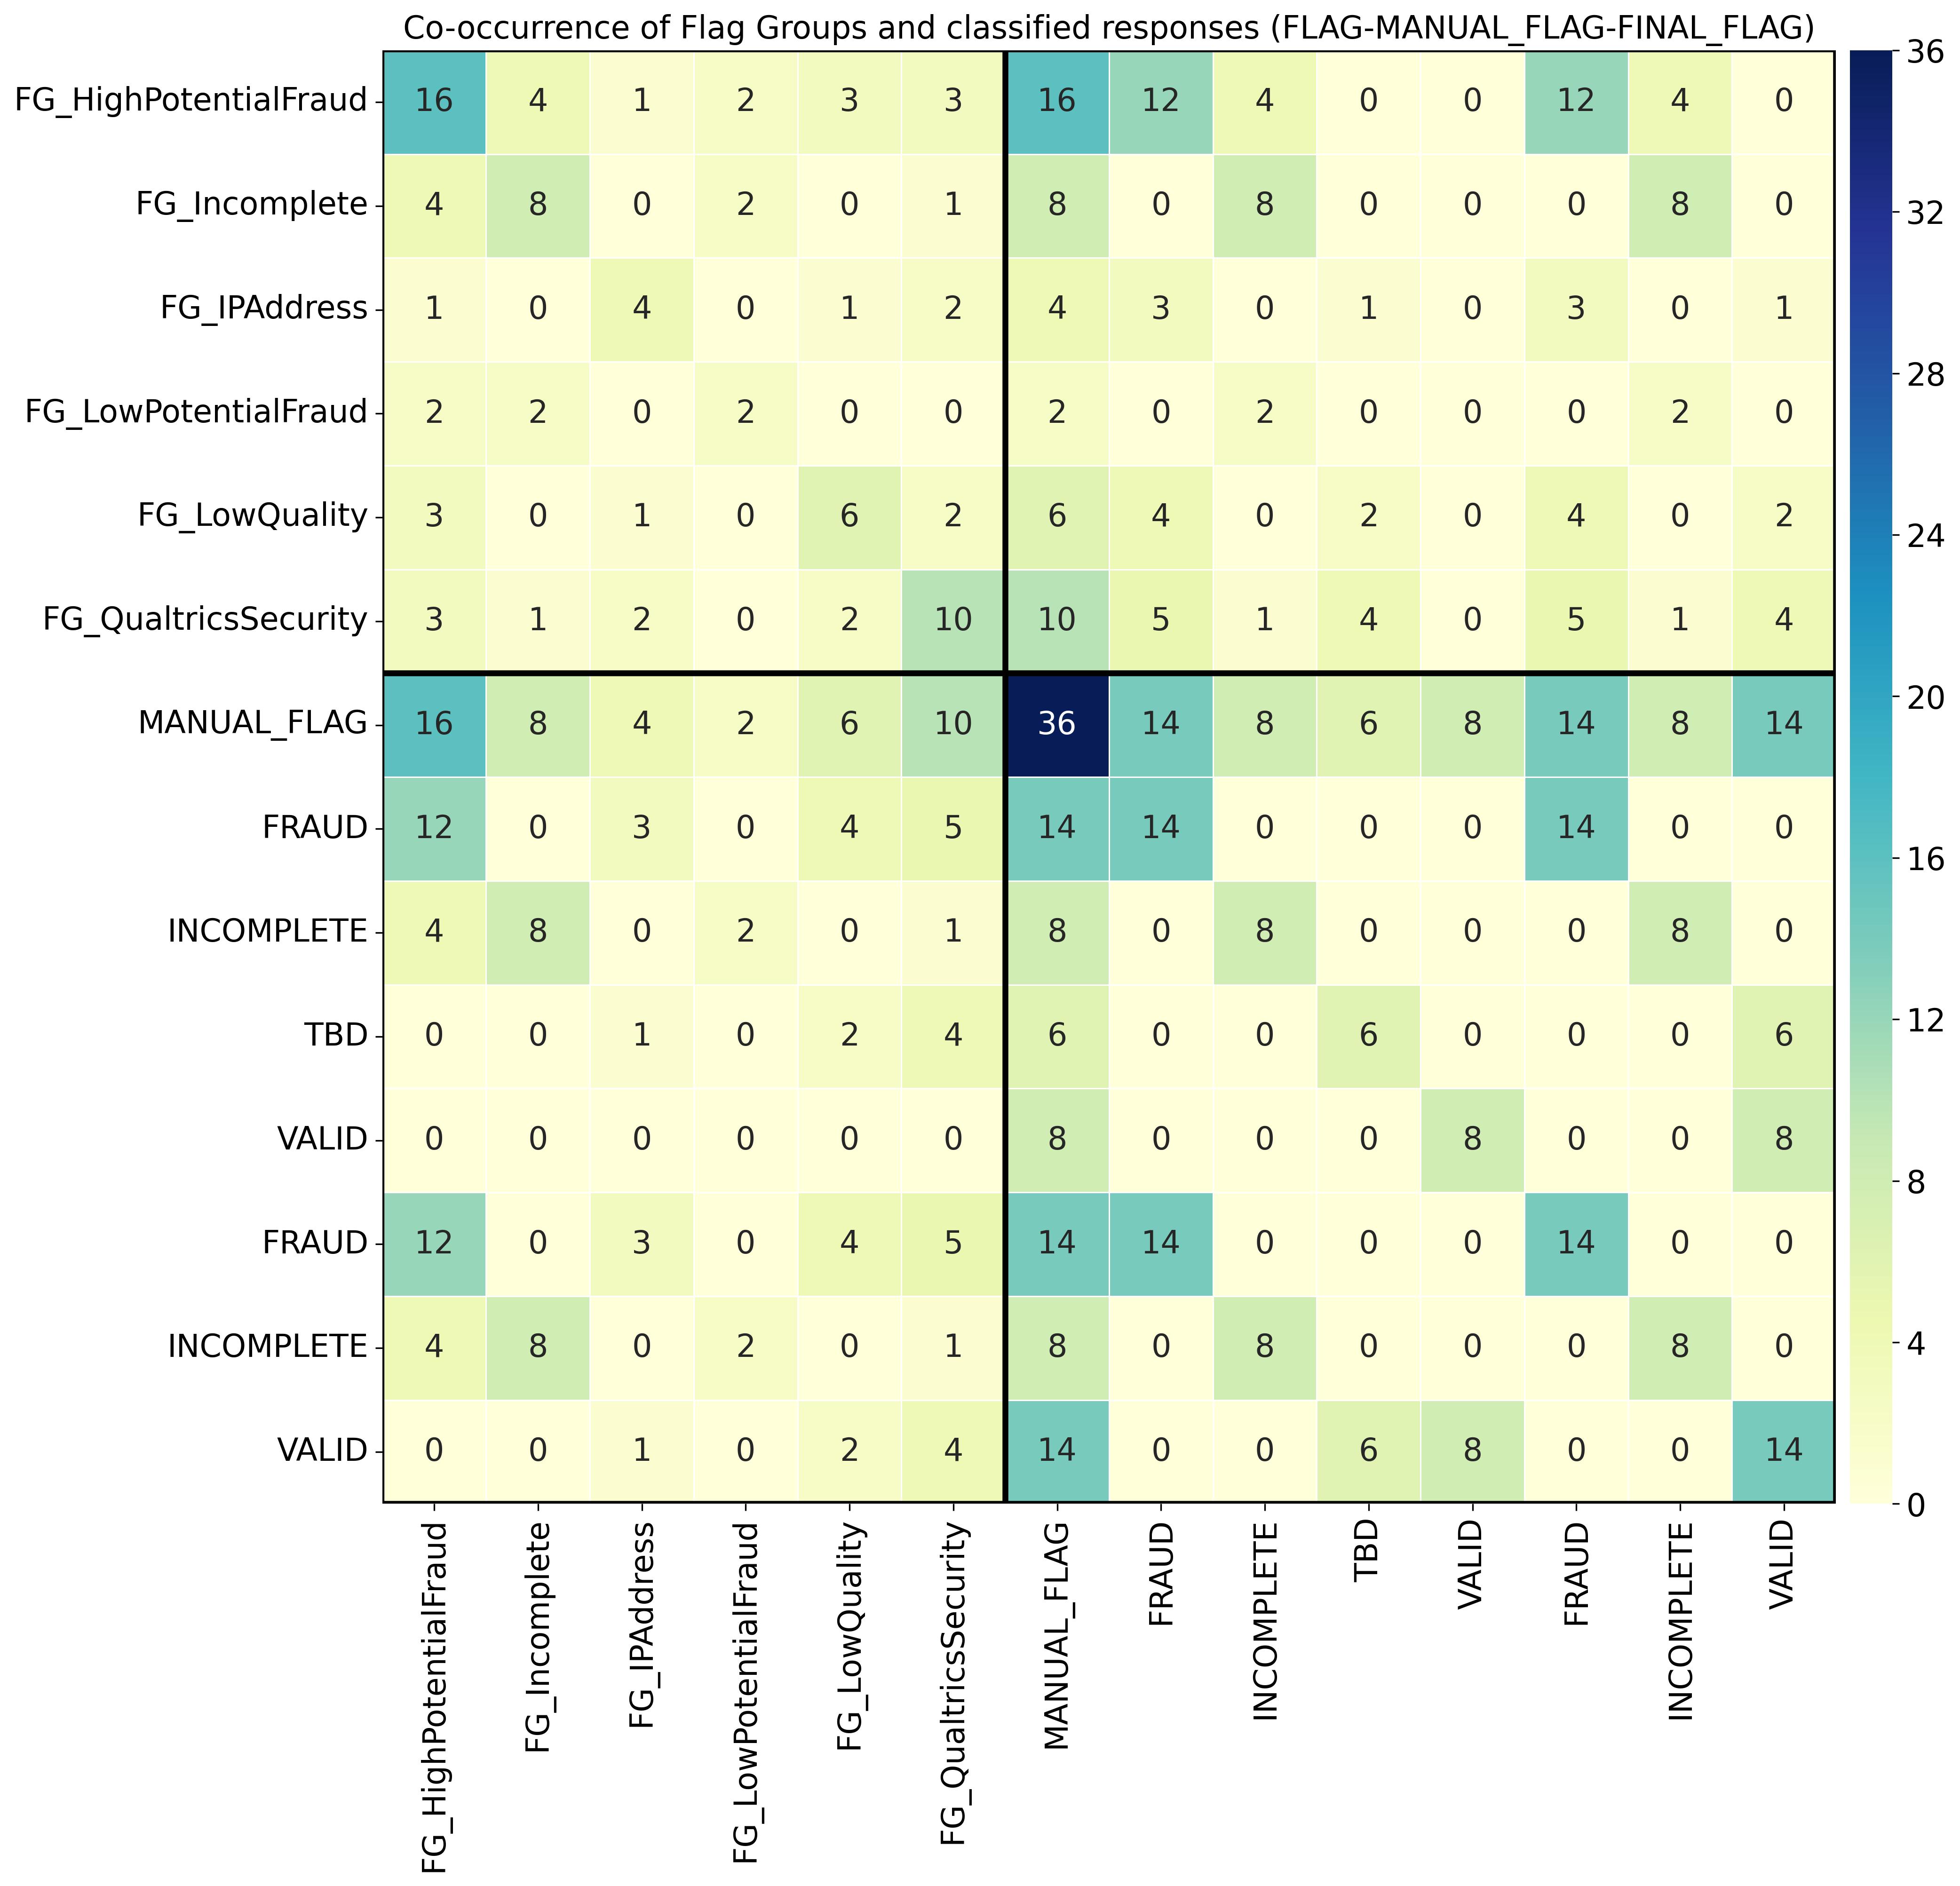 Co-occurrence of Flag Groups and classified responses (FLAG-MANUAL_FLAG-FINAL_FLAG)
FG_HighPotentialFraud 16 4 1 2 3 3 16 12 4 0 0 12 4 0
FG_Incomplete 4 8 0 2 0 1 8 0 8 0 0 0 8 0
FG_IPAddress 1 0 4 0 1 2 4 3 0 1 0 3 0 1
FG_LowPotentialFraud 2 2 0 2 0 0 2 0 2 0 0 0 2 0
FG_LowQuality 3 0 1 0 6 2 6 4 0 2 0 4 0 2
FG_QualtricsSecurity 3 1 2 0 2 10 10 5 1 4 0 5 1 4
MANUAL_FLAG 16 8 4 2 6 10 36 14 8 6 8 14 8 14
FRAUD 12 0 3 0 4 5 14 14 0 0 0 14 0 0
INCOMPLETE 4 8 0 2 0 1 8 0 8 0 0 0 8 0
TBD 0 0 1 0 2 4 6 0 0 6 0 0 0 6
VALID 0 0 0 0 0 0 8 0 0 0 8 0 0 8
FRAUD 12 0 3 0 4 5 14 14 0 0 0 14 0 0
INCOMPLETE 4 8 0 2 0 1 8 0 8 0 0 0 8 0
VALID 0 0 1 0 2 4 14 0 0 6 8 0 0 14
FG_HighPotentialFraud
FG_Incomplete
FG_IPAddress
FG_LowPotentialFraud
FG_LowQuality
FG_QualtricsSecurity
MANUAL_FLAG
FRAUD
INCOMPLETE
TBD
VALID
FRAUD
INCOMPLETE
VALID
36
32
28
24
20
16
12
8
4
0